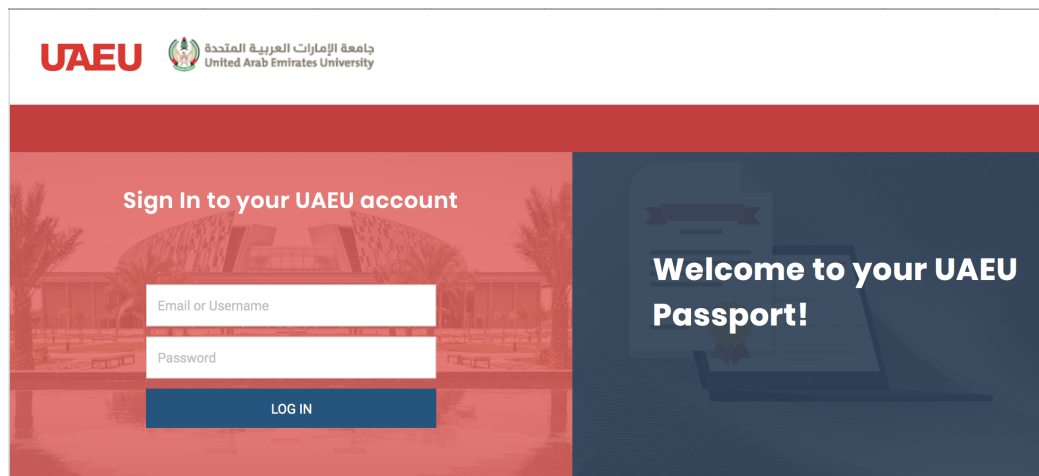 UAEU
جامعة الإمارات العربية المتحدة
United Arab Emirates University
Sign In to your UAEU account
Email or Username
Password
LOG IN
Welcome to your UAEU
Passport!